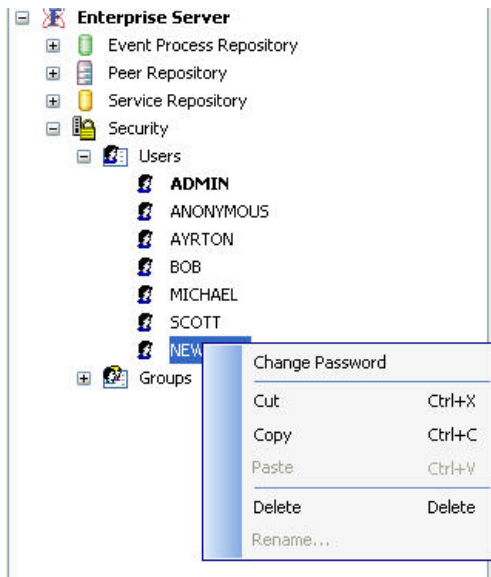 Enterprise Server
Event Process Repository
Peer Repository
Service Repository
Security
Users
ADMIN
ANONYMOUS
AYRTON
BOB
MICHAEL
SCOTT
NEW
Groups
Change Password
Cut Ctrl+X
Copy Ctrl+C
Paste Ctrl+V
Delete Delete
Rename...